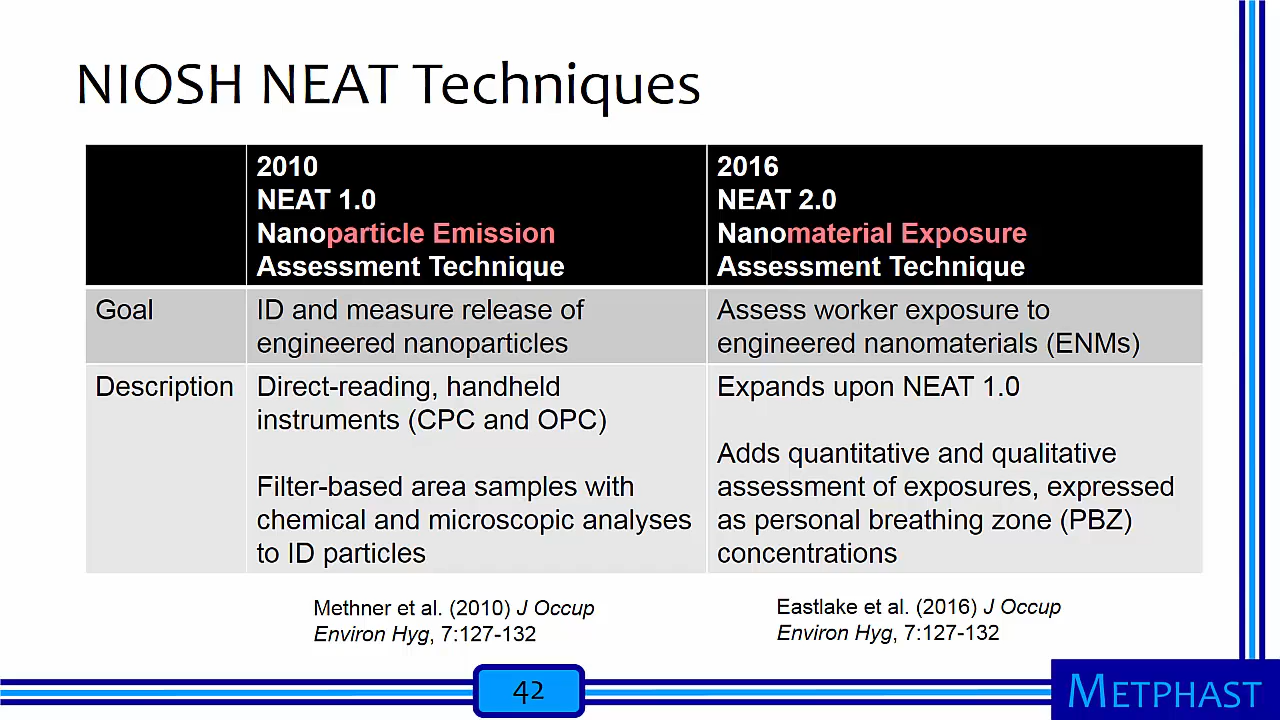 NIOSH NEAT Techniques
2010
NEAT 1.0
Nanoparticle Emission
Assessment Technique
2016
NEAT 2.0
Nanomaterial Exposure
Assessment Technique
Goal
ID and measure release of
engineered nanoparticles
Assess worker exposure to
engineered nanomaterials (ENMs)
Description
Direct-reading, handheld
instruments (CPC and OPC)
Filter-based area samples with
chemical and microscopic analyses
to ID particles
Expands upon NEAT 1.0
Adds quantitative and qualitative
assessment of exposures, expressed
as personal breathing zone (PBZ)
concentrations
Methner et al. (2010) J Occup
Environ Hyg, 7:127-132
Eastlake et al. (2016) J Occup
Environ Hyg, 7:127-132
42
METPHAST